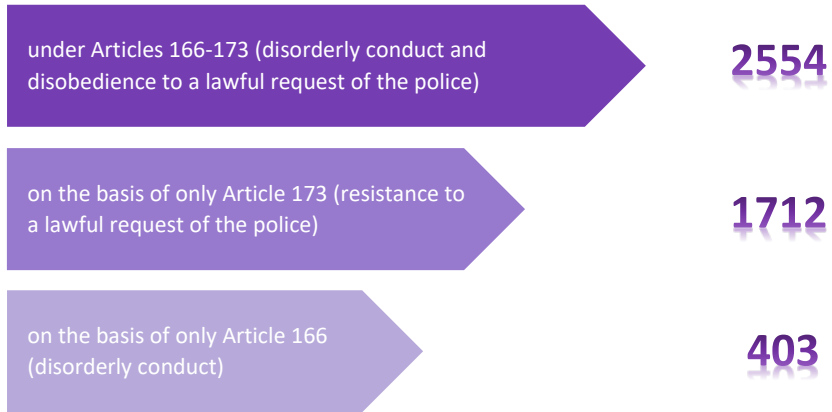 under Articles 166-173 (disorderly conduct and
disobedience to a lawful request of the police)
2554
on the basis of only Article 173 (resistance to
a lawful request of the police)
1712
on the basis of only Article 166
(disorderly conduct)
403